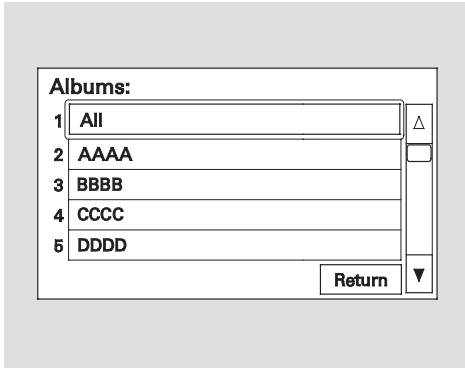 Albums:
1 All
2 AAAA
3 BBBB
4 CCCC
5 DDDD
Return